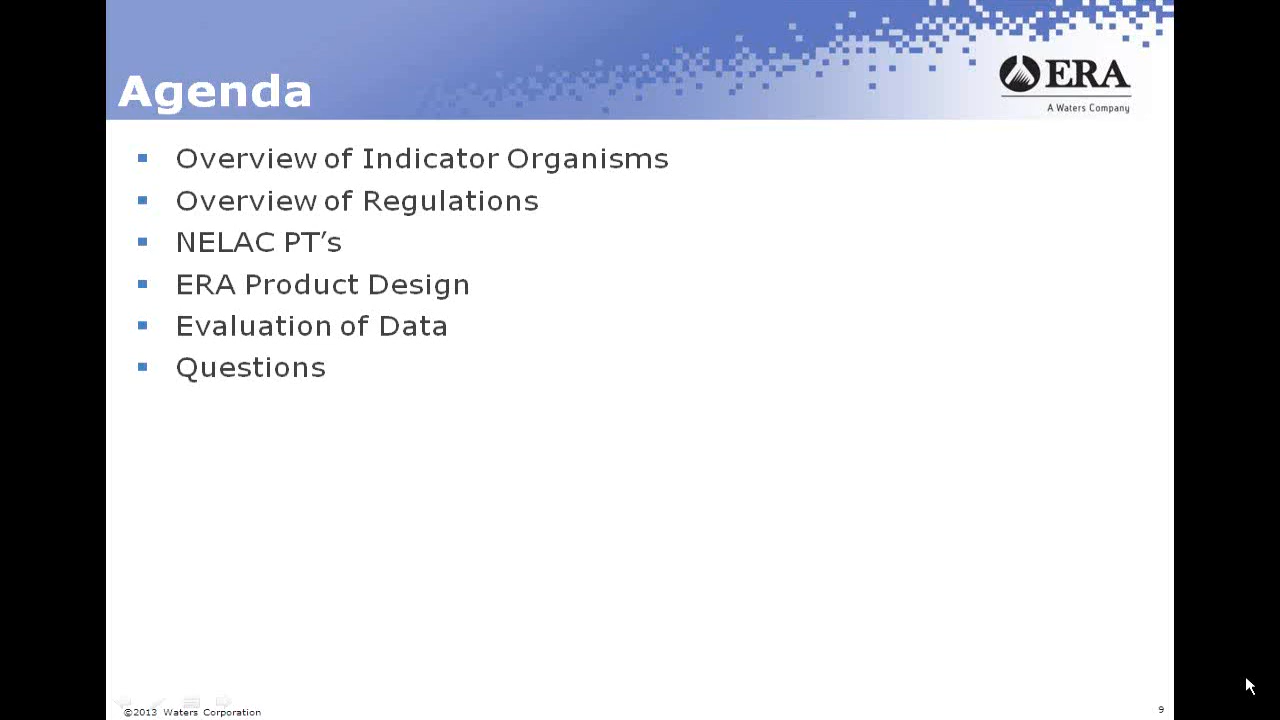 Agenda
ERA
A Waters Company
Overview of Indicator Organisms
Overview of Regulations
NELAC PT’s
ERA Product Design
Evaluation of Data
Questions
©2013 Waters Corporation
9